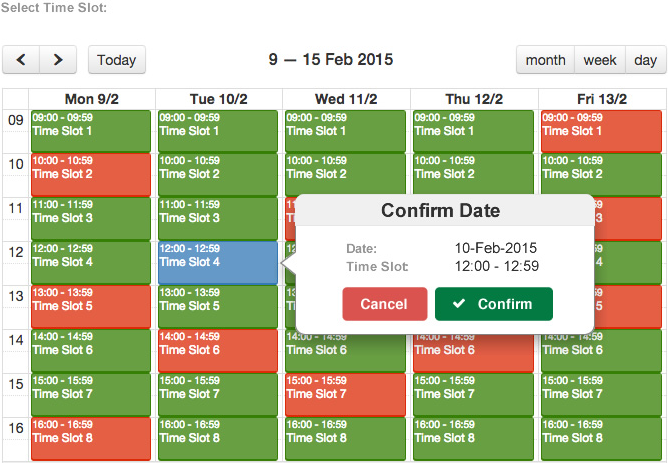 Select Time Slot:
Today
9 — 15 Feb 2015
month week day
Mon 9/2 Tue 10/2 Wed 11/2 Thu 12/2 Fri 13/2
09
09:00 - 09:59 09:00 - 09:59 09:00 - 09:59 09:00 - 09:59 09:00 - 09:59
Time Slot 1 Time Slot 1 Time Slot 1 Time Slot 1 Time Slot 1
10
10:00 - 10:59 10:00 - 10:59 10:00 - 10:59 10:00 - 10:59 10:00 - 10:59
Time Slot 2 Time Slot 2 Time Slot 2 Time Slot 2 Time Slot 2
11
11:00 - 11:59 11:00 - 11:59
Time Slot 3 Time Slot 3
12
12:00 - 12:59 12:00 - 12:59
Time Slot 4 Time Slot 4
13
13:00 - 13:59 13:00 - 13:59
Time Slot 5 Time Slot 5
14
14:00 - 14:59 14:00 - 14:59 14:00 - 14:59 14:00 - 14:59 14:00 - 14:59
Time Slot 6 Time Slot 6 Time Slot 6 Time Slot 6 Time Slot 6
15
15:00 - 15:59 15:00 - 15:59 15:00 - 15:59 15:00 - 15:59 15:00 - 15:59
Time Slot 7 Time Slot 7 Time Slot 7 Time Slot 7 Time Slot 7
16
16:00 - 16:59 16:00 - 16:59 16:00 - 16:59 16:00 - 16:59 16:00 - 16:59
Time Slot 8 Time Slot 8 Time Slot 8 Time Slot 8 Time Slot 8
Confirm Date
Date: 10-Feb-2015
Time Slot: 12:00 - 12:59
Cancel Confirm